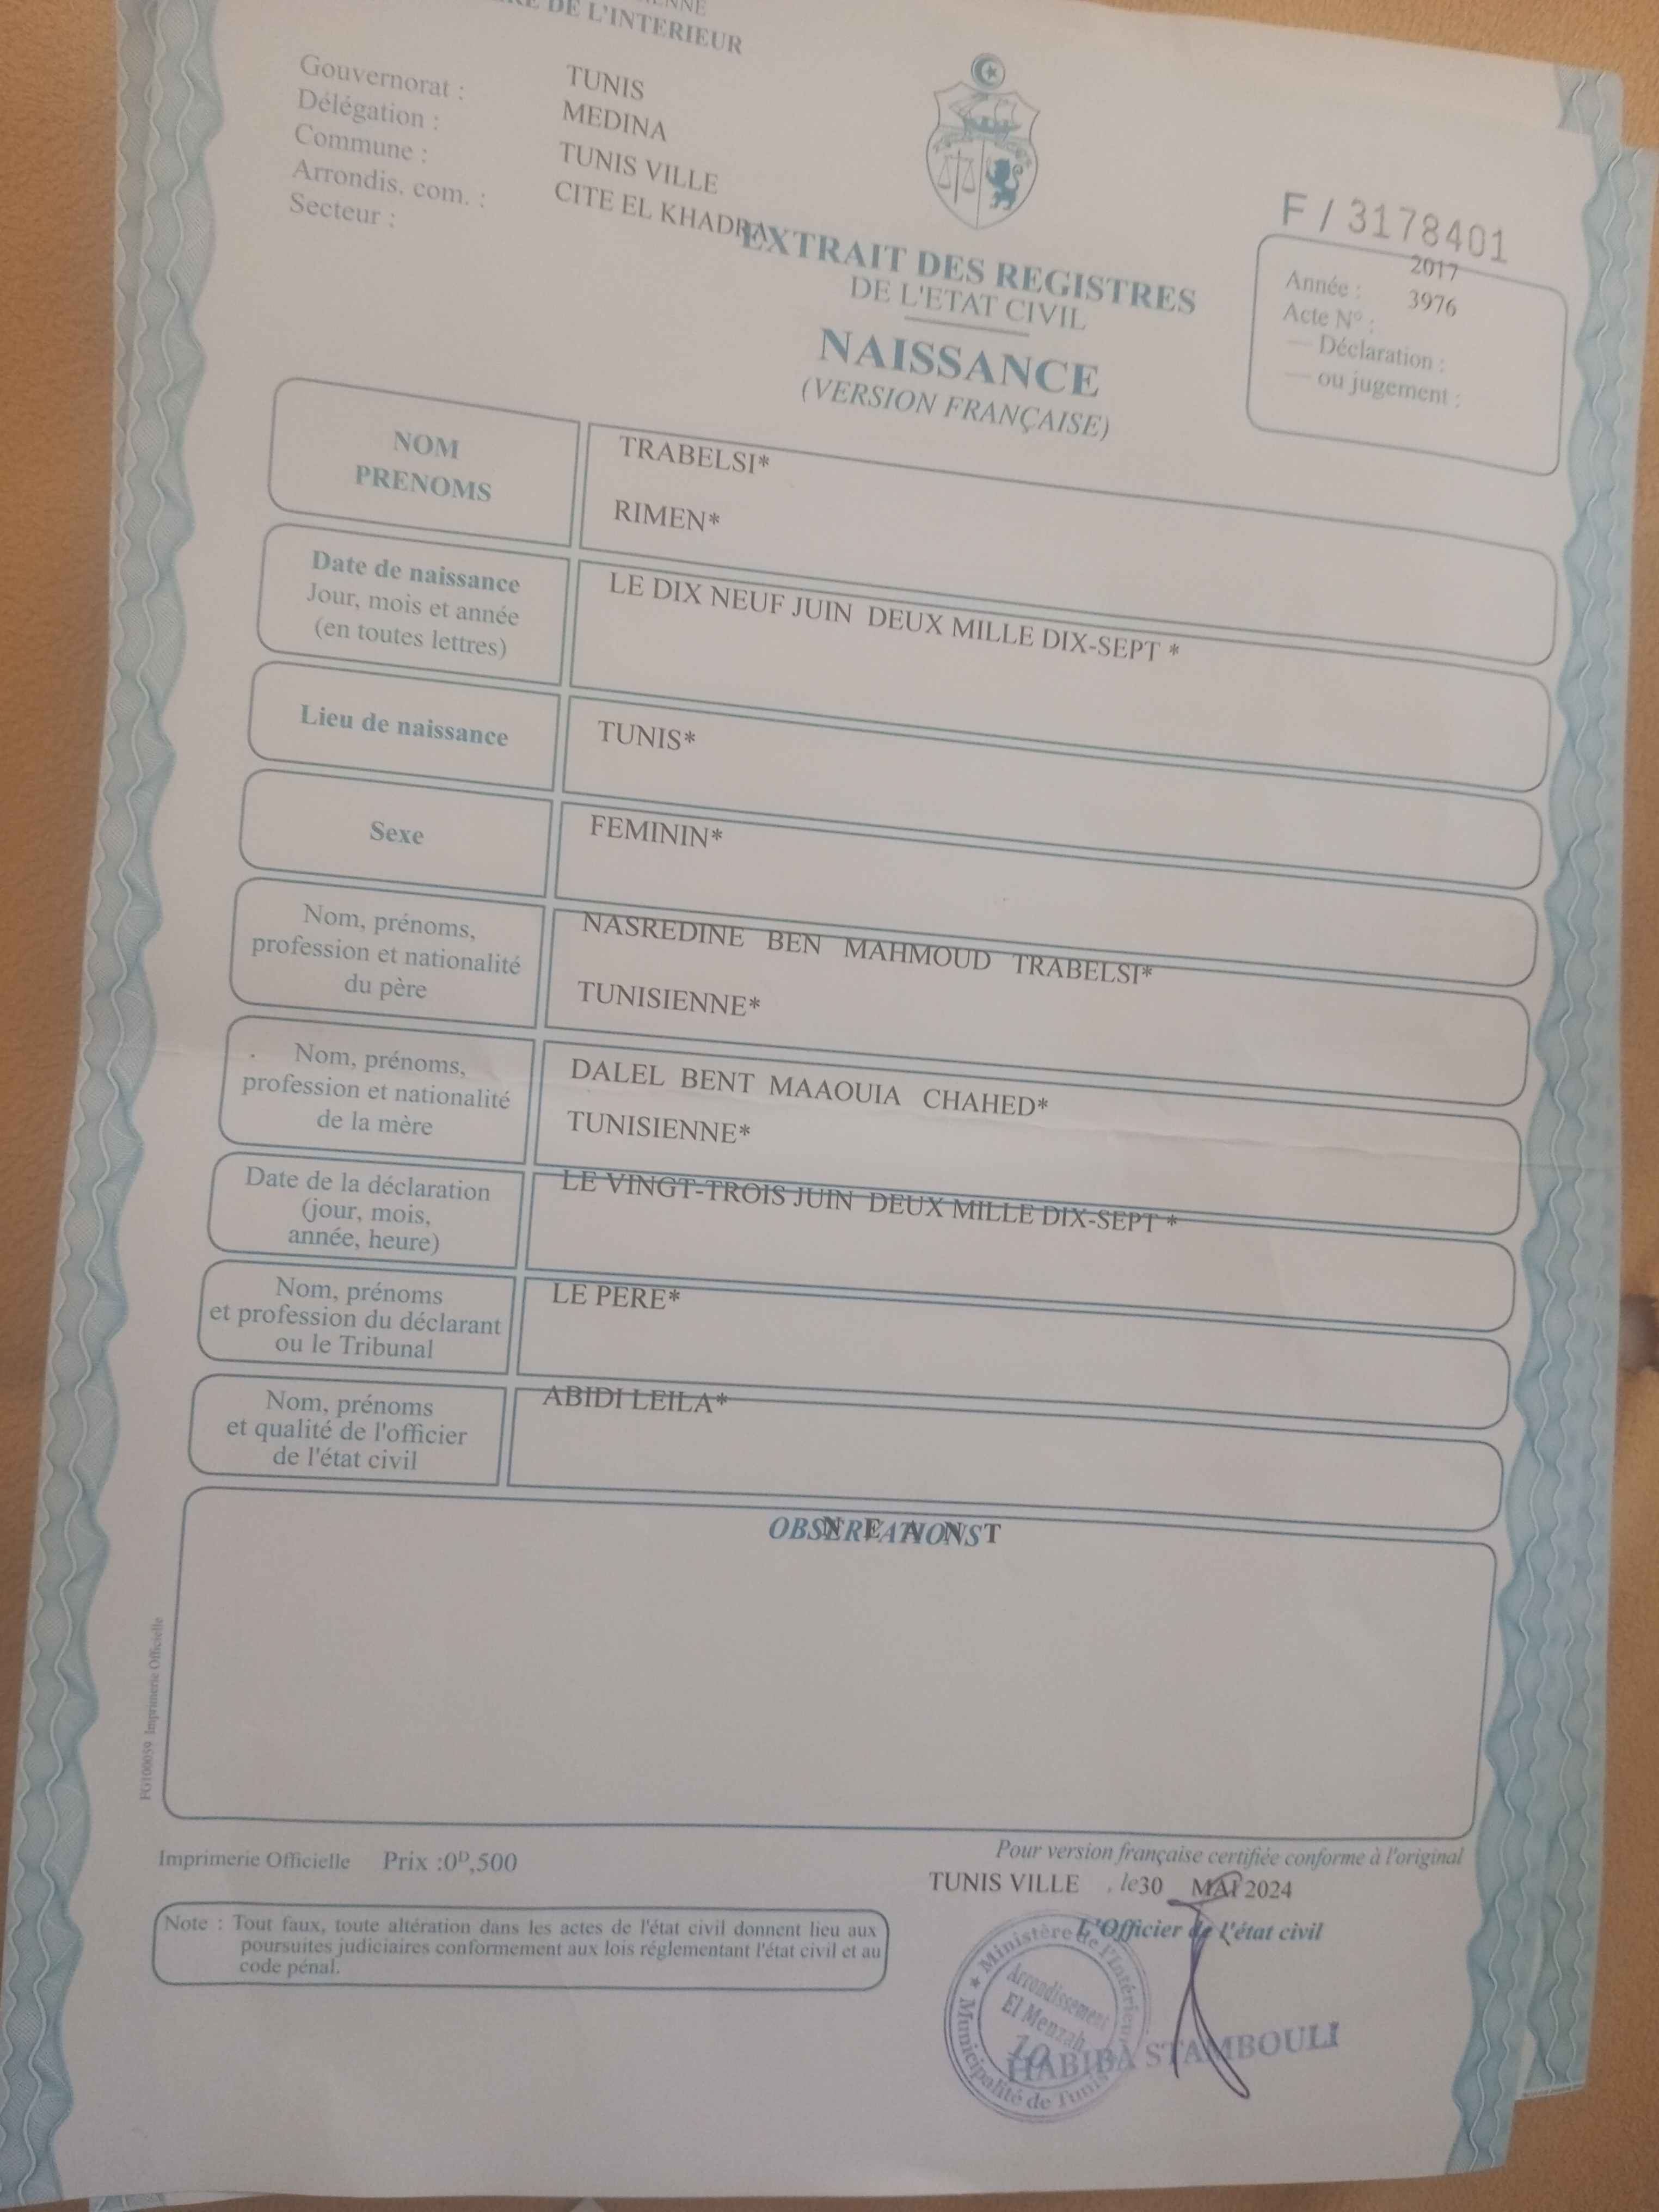 DE L'INTERIEUR
Gouvernorat : TUNIS
Délégation : MEDINA
Commune : TUNIS VILLE
Arrondis. com. : CITE EL KHADRA
Secteur :
F / 3178401
EXTRAIT DES REGISTRES
DE L'ETAT CIVIL
NAISSANCE
(VERSION FRANÇAISE)
Année : 2017
Acte N° : 3976
— Déclaration :
— ou jugement :
NOM
PRENOMS
TRABELSI*
RIMEN*
Date de naissance
Jour, mois et année
(en toutes lettres)
LE DIX NEUF JUIN DEUX MILLE DIX-SEPT *
Lieu de naissance
TUNIS*
Sexe
FEMININ*
Nom, prénoms,
profession et nationalité
du père
NASREDINE BEN MAHMOUD TRABELSI*
TUNISIENNE*
Nom, prénoms,
profession et nationalité
de la mère
DALEL BENT MAAOUIA CHAHED*
TUNISIENNE*
Date de la déclaration
(jour, mois,
année, heure)
LE VINGT-TROIS JUIN DEUX MILLE DIX-SEPT *
Nom, prénoms
et profession du déclarant
ou le Tribunal
LE PERE*
Nom, prénoms
et qualité de l'officier
de l'état civil
ABIDI LEILA*
OBSERVATIONS
N E A N T
FG100059 Imprimerie Officielle
Imprimerie Officielle Prix :0ᴰ,500
Pour version française certifiée conforme à l'original
TUNIS VILLE , le 30 MAI 2024
L'Officier de l'état civil
Note : Tout faux, toute altération dans les actes de l'état civil donnent lieu aux
poursuites judiciaires conformement aux lois réglementant l'état civil et au
code pénal.
★ Ministère de l'Intérieur
Municipalité de Tunis
Arrondissement
El Menzah
10
HABIBA STAMBOULI